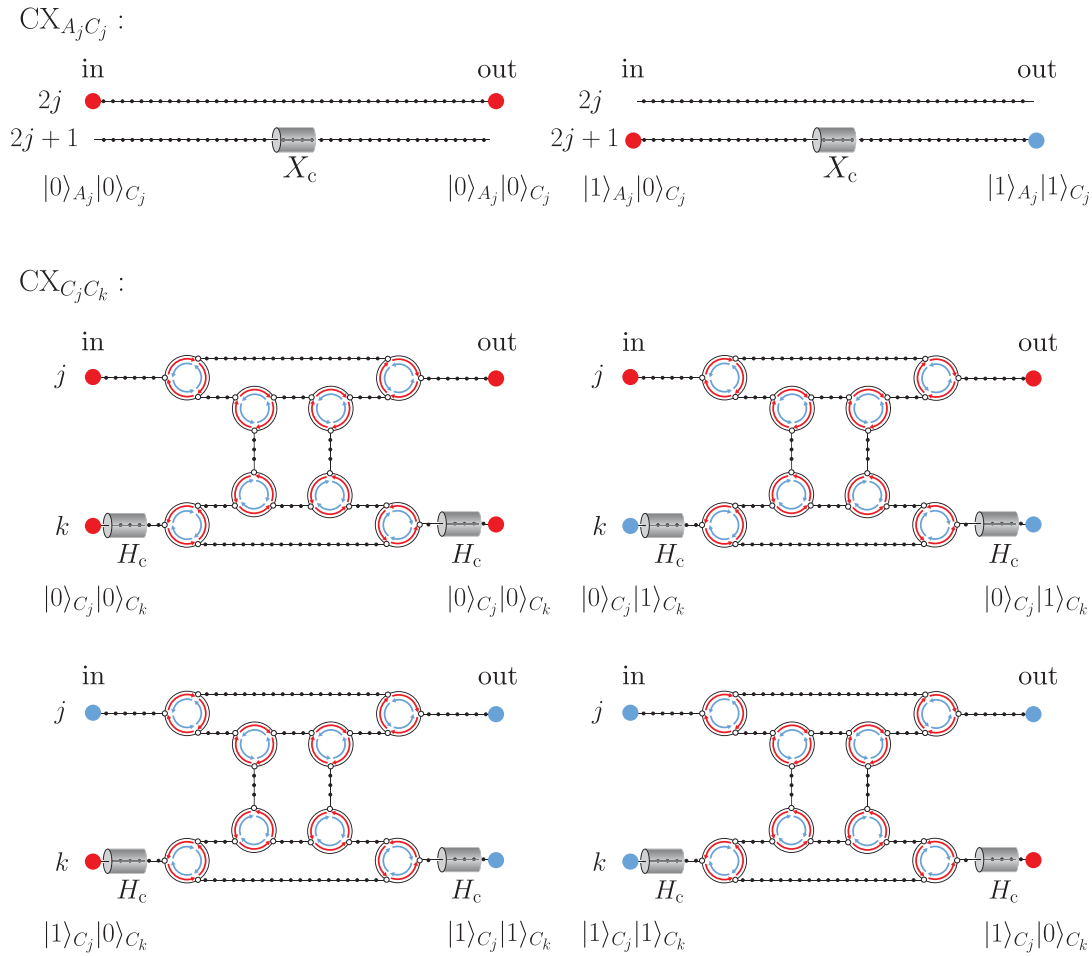 CX_{A_jC_j} :
in out in out
2j 2j
2j + 1 2j + 1
X_c X_c
|0⟩_{A_j}|0⟩_{C_j} |0⟩_{A_j}|0⟩_{C_j} |1⟩_{A_j}|0⟩_{C_j} |1⟩_{A_j}|1⟩_{C_j}
CX_{C_jC_k} :
in out in out
j j
k k
H_c H_c H_c H_c
|0⟩_{C_j}|0⟩_{C_k} |0⟩_{C_j}|0⟩_{C_k} |0⟩_{C_j}|1⟩_{C_k} |0⟩_{C_j}|1⟩_{C_k}
in out in out
j j
k k
H_c H_c H_c H_c
|1⟩_{C_j}|0⟩_{C_k} |1⟩_{C_j}|1⟩_{C_k} |1⟩_{C_j}|1⟩_{C_k} |1⟩_{C_j}|0⟩_{C_k}